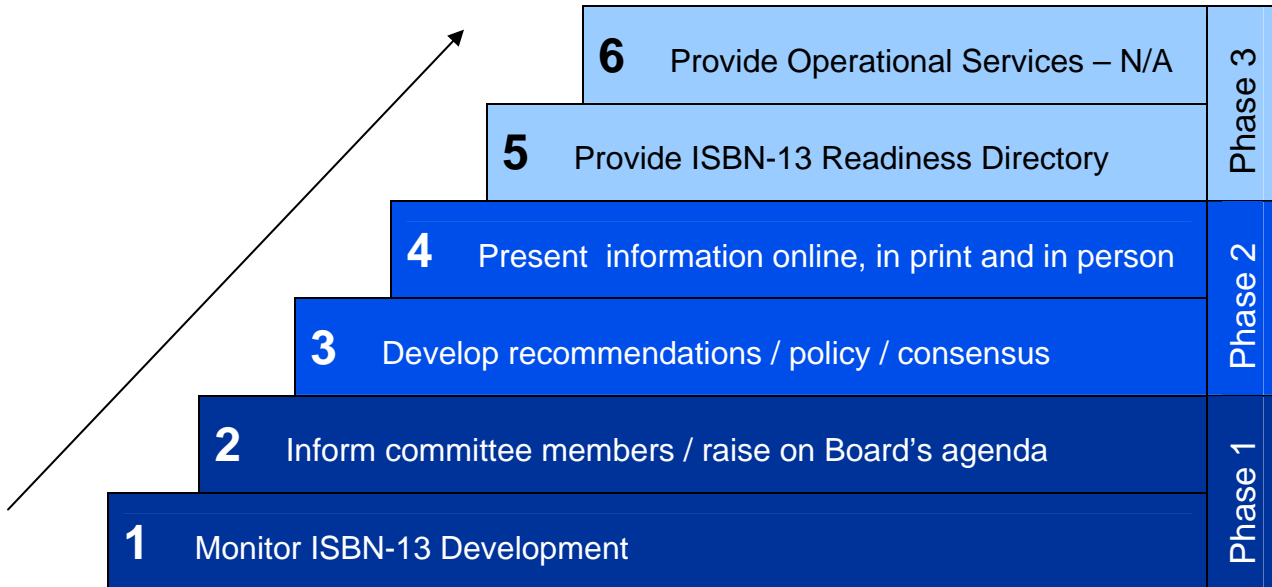 6 Provide Operational Services – N/A
5 Provide ISBN-13 Readiness Directory
Phase 3
4 Present information online, in print and in person
3 Develop recommendations / policy / consensus
Phase 2
2 Inform committee members / raise on Board’s agenda
1 Monitor ISBN-13 Development
Phase 1